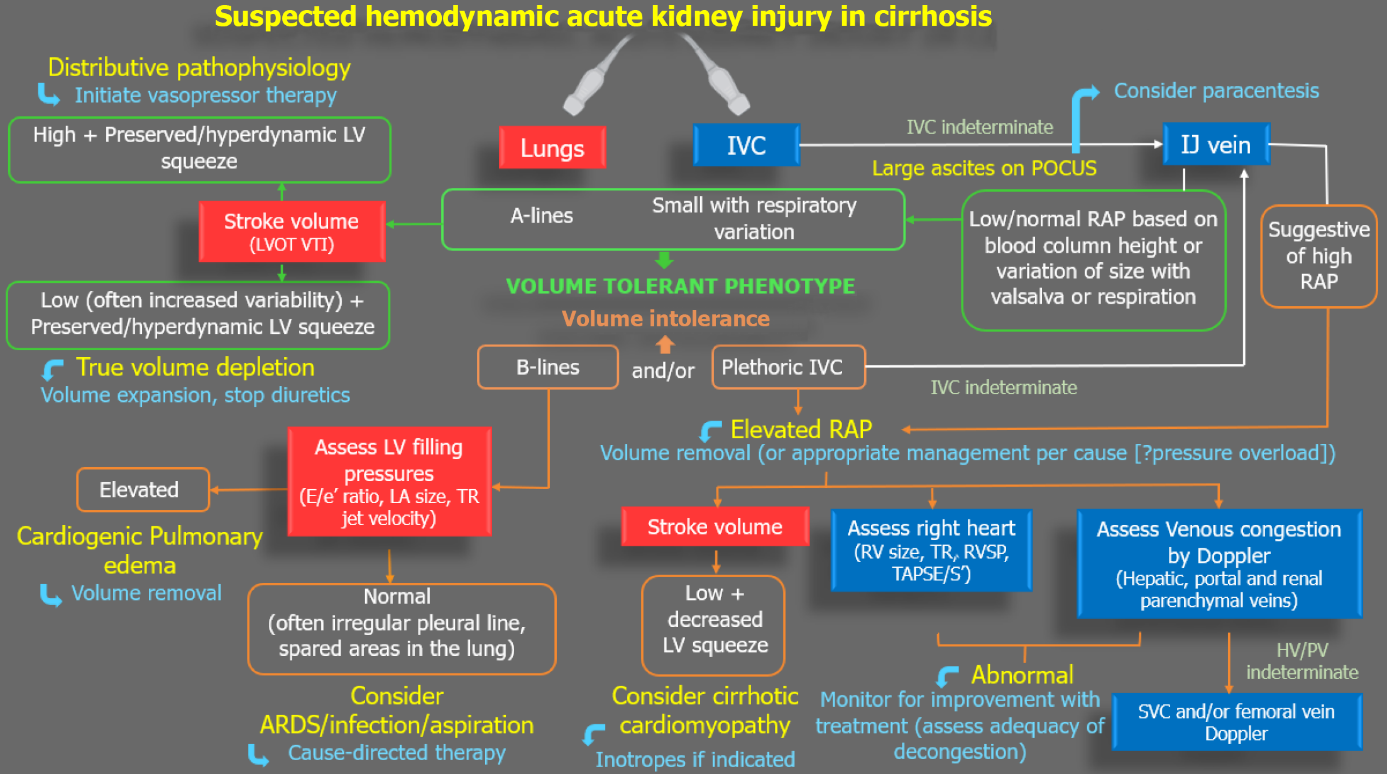 Suspected hemodynamic acute kidney injury in cirrhosis
Distributive pathophysiology
Initiate vasopressor therapy
High + Preserved/hyperdynamic LV
squeeze
Lungs
IVC
IVC indeterminate
Consider paracentesis
IJ vein
Large ascites on POCUS
Stroke volume
(LVOT VTI)
A-lines
Small with respiratory
variation
Low/normal RAP based on
blood column height or
variation of size with
valsalva or respiration
Suggestive
of high
RAP
VOLUME TOLERANT PHENOTYPE
Low (often increased variability) +
Preserved/hyperdynamic LV squeeze
True volume depletion
Volume expansion, stop diuretics
Volume intolerance
B-lines
and/or
Plethoric IVC
IVC indeterminate
Elevated RAP
Volume removal (or appropriate management per cause [?pressure overload])
Assess LV filling
pressures
(E/e′ ratio, LA size, TR
jet velocity)
Elevated
Cardiogenic Pulmonary
edema
Volume removal
Normal
(often irregular pleural line,
spared areas in the lung)
Consider
ARDS/infection/aspiration
Cause-directed therapy
Stroke volume
Low +
decreased
LV squeeze
Consider cirrhotic
cardiomyopathy
Inotropes if indicated
Assess right heart
(RV size, TR, RVSP,
TAPSE/S′)
Assess Venous congestion
by Doppler
(Hepatic, portal and renal
parenchymal veins)
Abnormal
Monitor for improvement with
treatment (assess adequacy of
decongestion)
HV/PV
indeterminate
SVC and/or femoral vein
Doppler